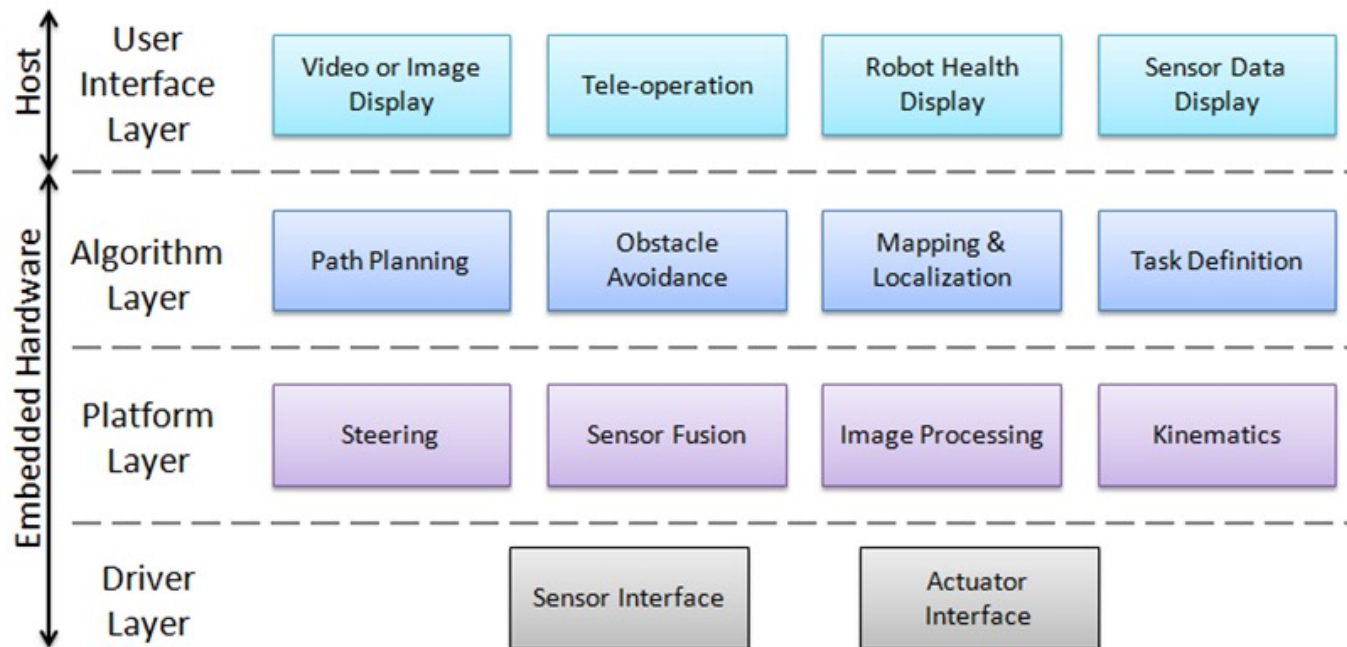 Host
User
Interface
Layer
Video or Image
Display
Tele-operation
Robot Health
Display
Sensor Data
Display
Embedded Hardware
Algorithm
Layer
Path Planning
Obstacle
Avoidance
Mapping &
Localization
Task Definition
Platform
Layer
Steering
Sensor Fusion
Image Processing
Kinematics
Driver
Layer
Sensor Interface
Actuator
Interface